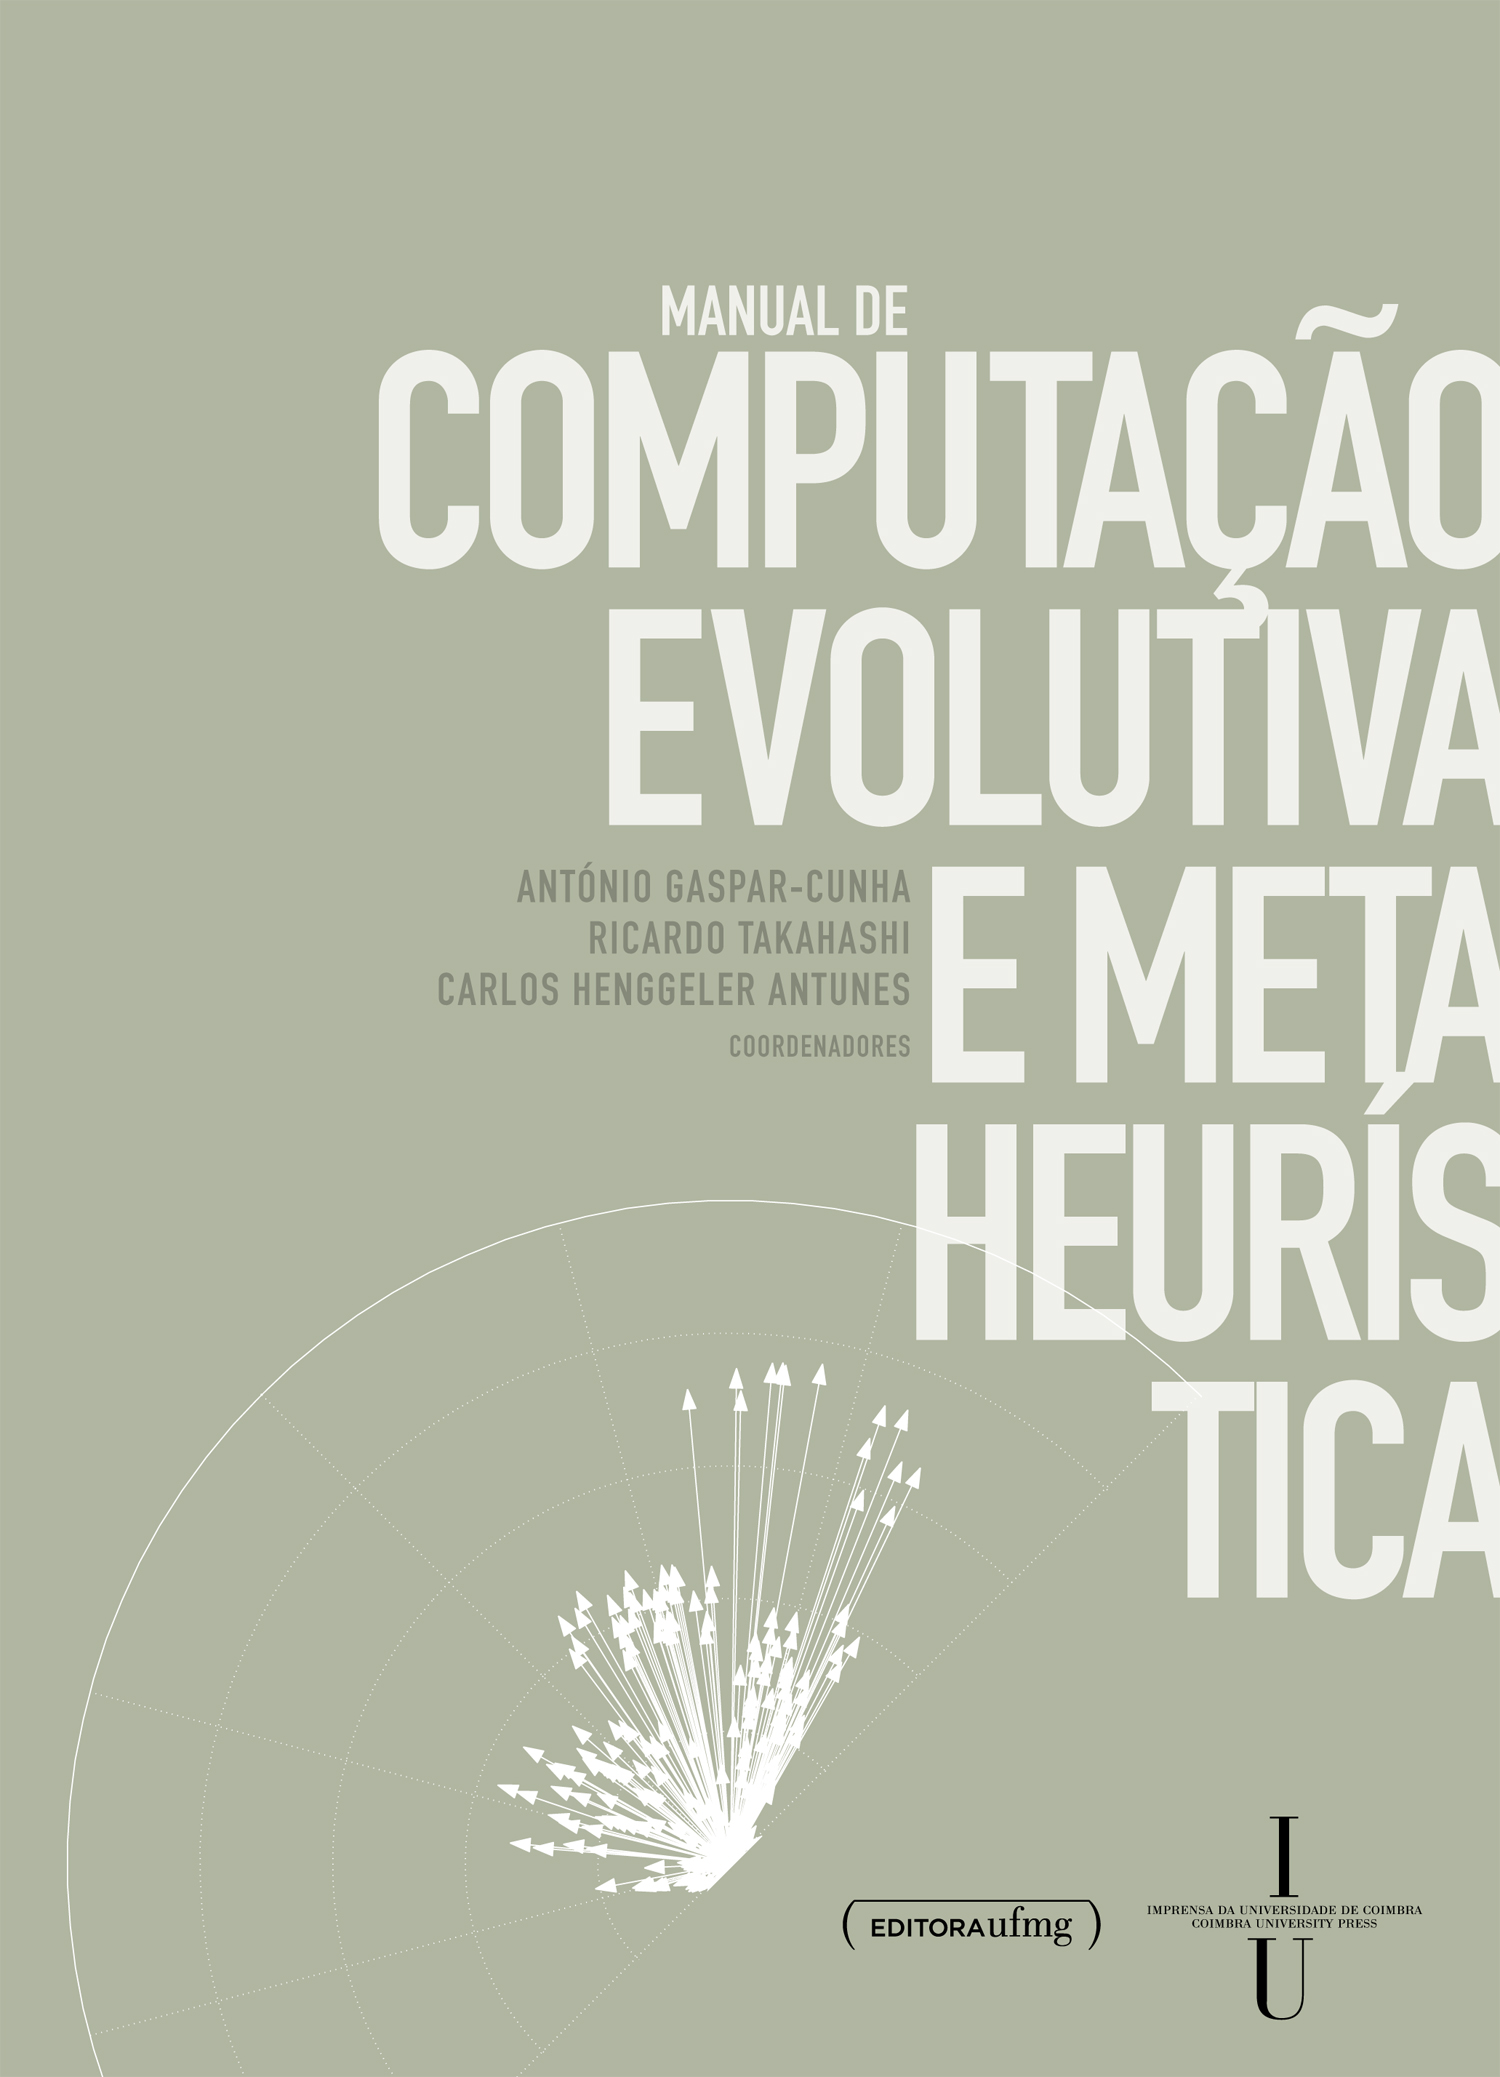 MANUAL DE
COMPUTAÇÃO
EVOLUTIVA
E META
HEURÍS
TICA
ANTÓNIO GASPAR-CUNHA
RICARDO TAKAHASHI
CARLOS HENGGELER ANTUNES
COORDENADORES
EDITORA ufmg
I
IMPRENSA DA UNIVERSIDADE DE COIMBRA
COIMBRA UNIVERSITY PRESS
U